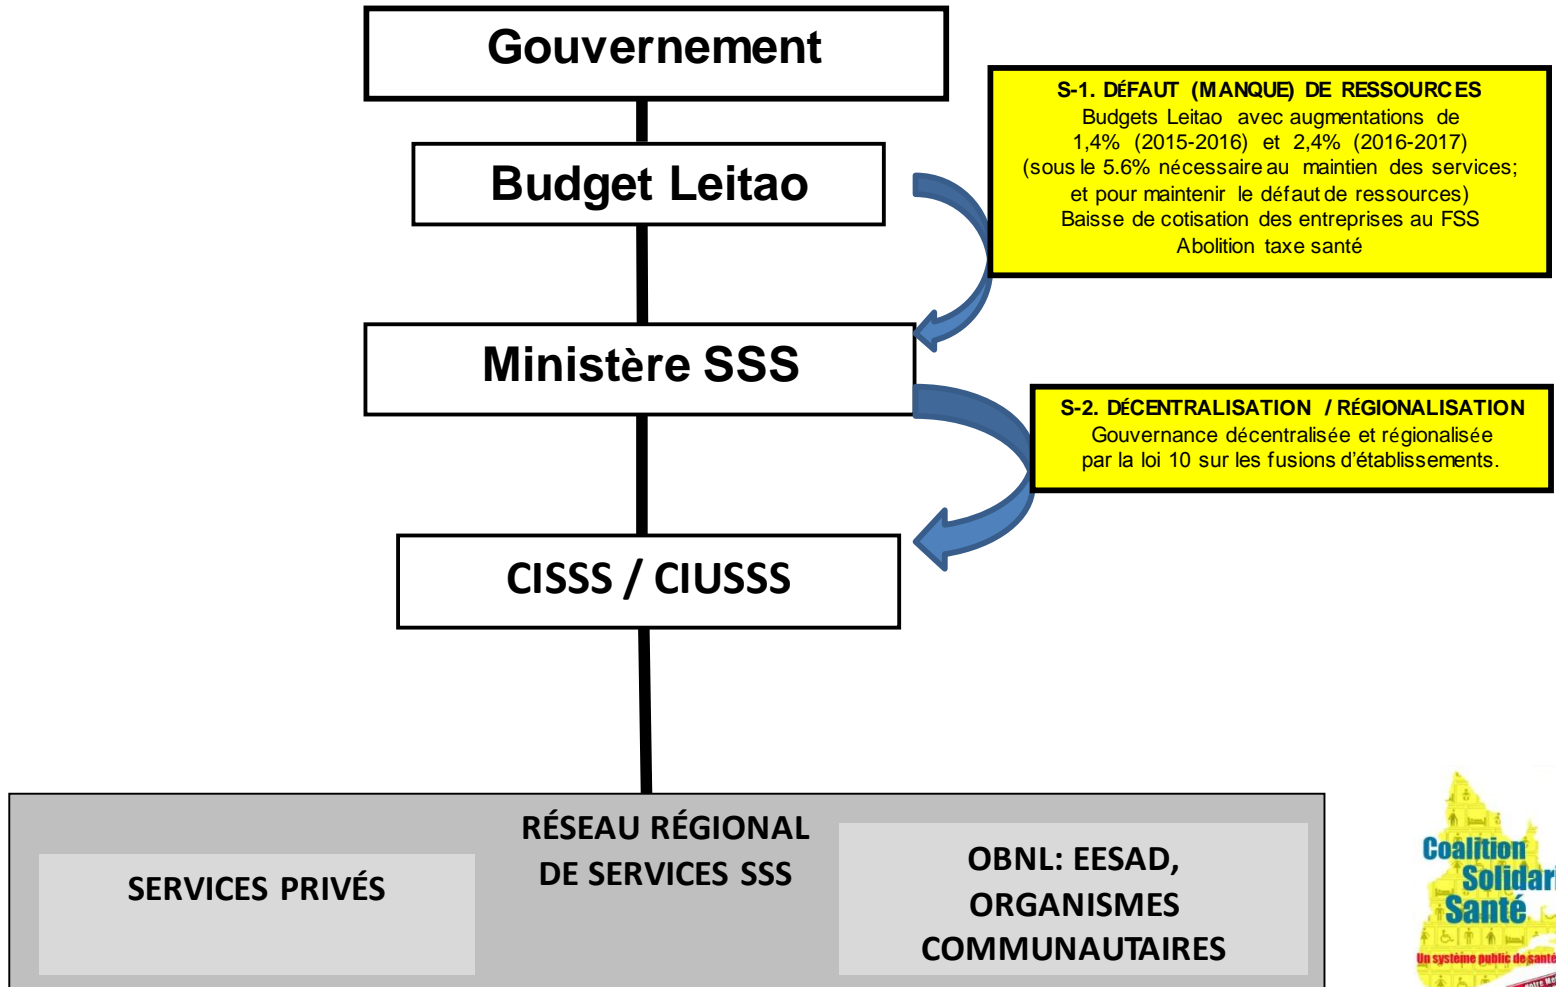 Gouvernement
Budget Leitao
S-1. DÉFAUT (MANQUE) DE RESSOURCES
Budgets Leitao avec augmentations de
1,4% (2015-2016) et 2,4% (2016-2017)
(sous le 5.6% nécessaire au maintien des services;
et pour maintenir le défaut de ressources)
Baisse de cotisation des entreprises au FSS
Abolition taxe santé
Ministère SSS
S-2. DÉCENTRALISATION / RÉGIONALISATION
Gouvernance décentralisée et régionalisée
par la loi 10 sur les fusions d'établissements.
CISSS / CIUSSS
RÉSEAU RÉGIONAL
DE SERVICES SSS
SERVICES PRIVÉS
OBNL: EESAD,
ORGANISMES
COMMUNAUTAIRES
Coalition
Solidari
Santé
Un système public de santé